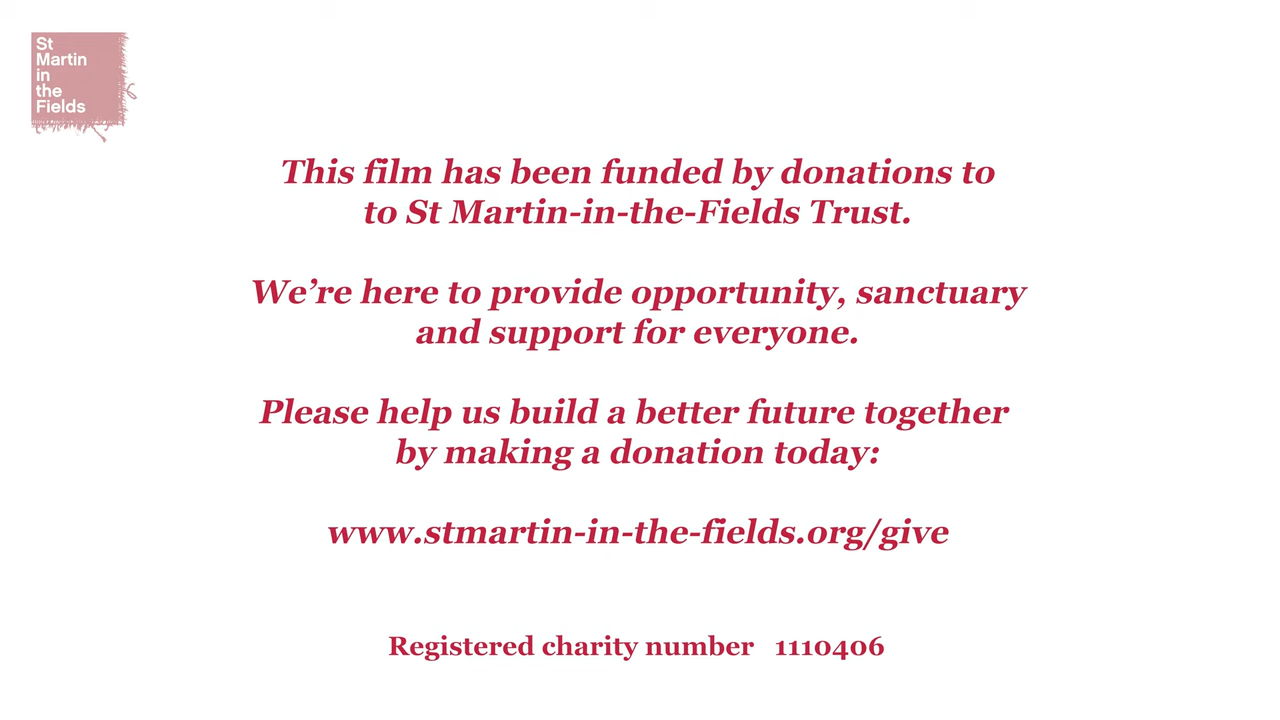 St
Martin
in
the
Fields
This film has been funded by donations to
to St Martin-in-the-Fields Trust.
We’re here to provide opportunity, sanctuary
and support for everyone.
Please help us build a better future together
by making a donation today:
www.stmartin-in-the-fields.org/give
Registered charity number 1110406